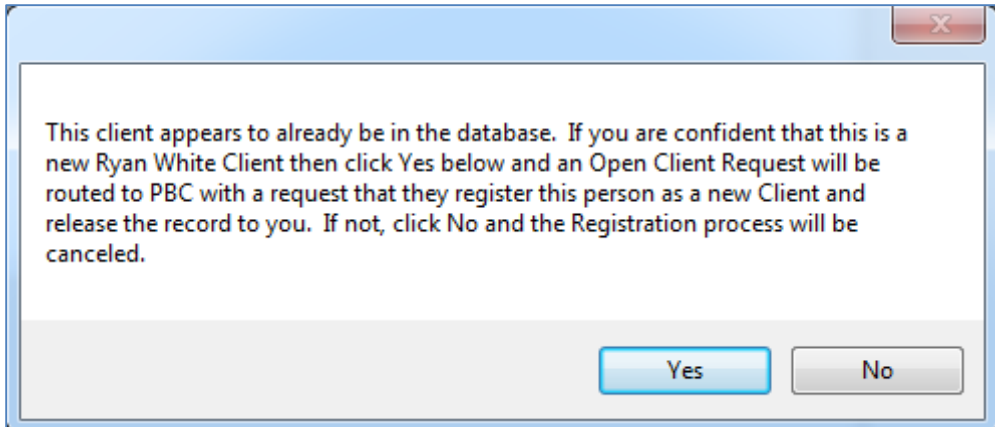 This client appears to already be in the database.  If you are confident that this is a
new Ryan White Client then click Yes below and an Open Client Request will be
routed to PBC with a request that they register this person as a new Client and
release the record to you.  If not, click No and the Registration process will be
canceled.
Yes
No